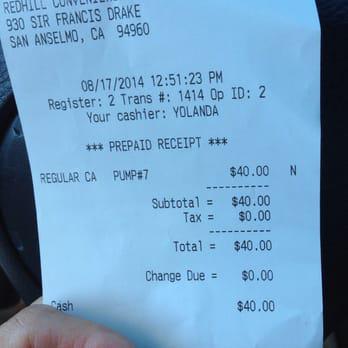 REDHILL
930 SIR FRANCIS DRAKE
SAN ANSELMO, CA 94960
08/17/2014 12:51:23 PM
Register: 2 Trans #: 1414 Op ID: 2
Your cashier: YOLANDA
*** PREPAID RECEIPT ***
REGULAR CA PUMP#7 $40.00 N
----------
Subtotal = $40.00
Tax = $0.00
----------
Total = $40.00
Change Due = $0.00
Cash $40.00